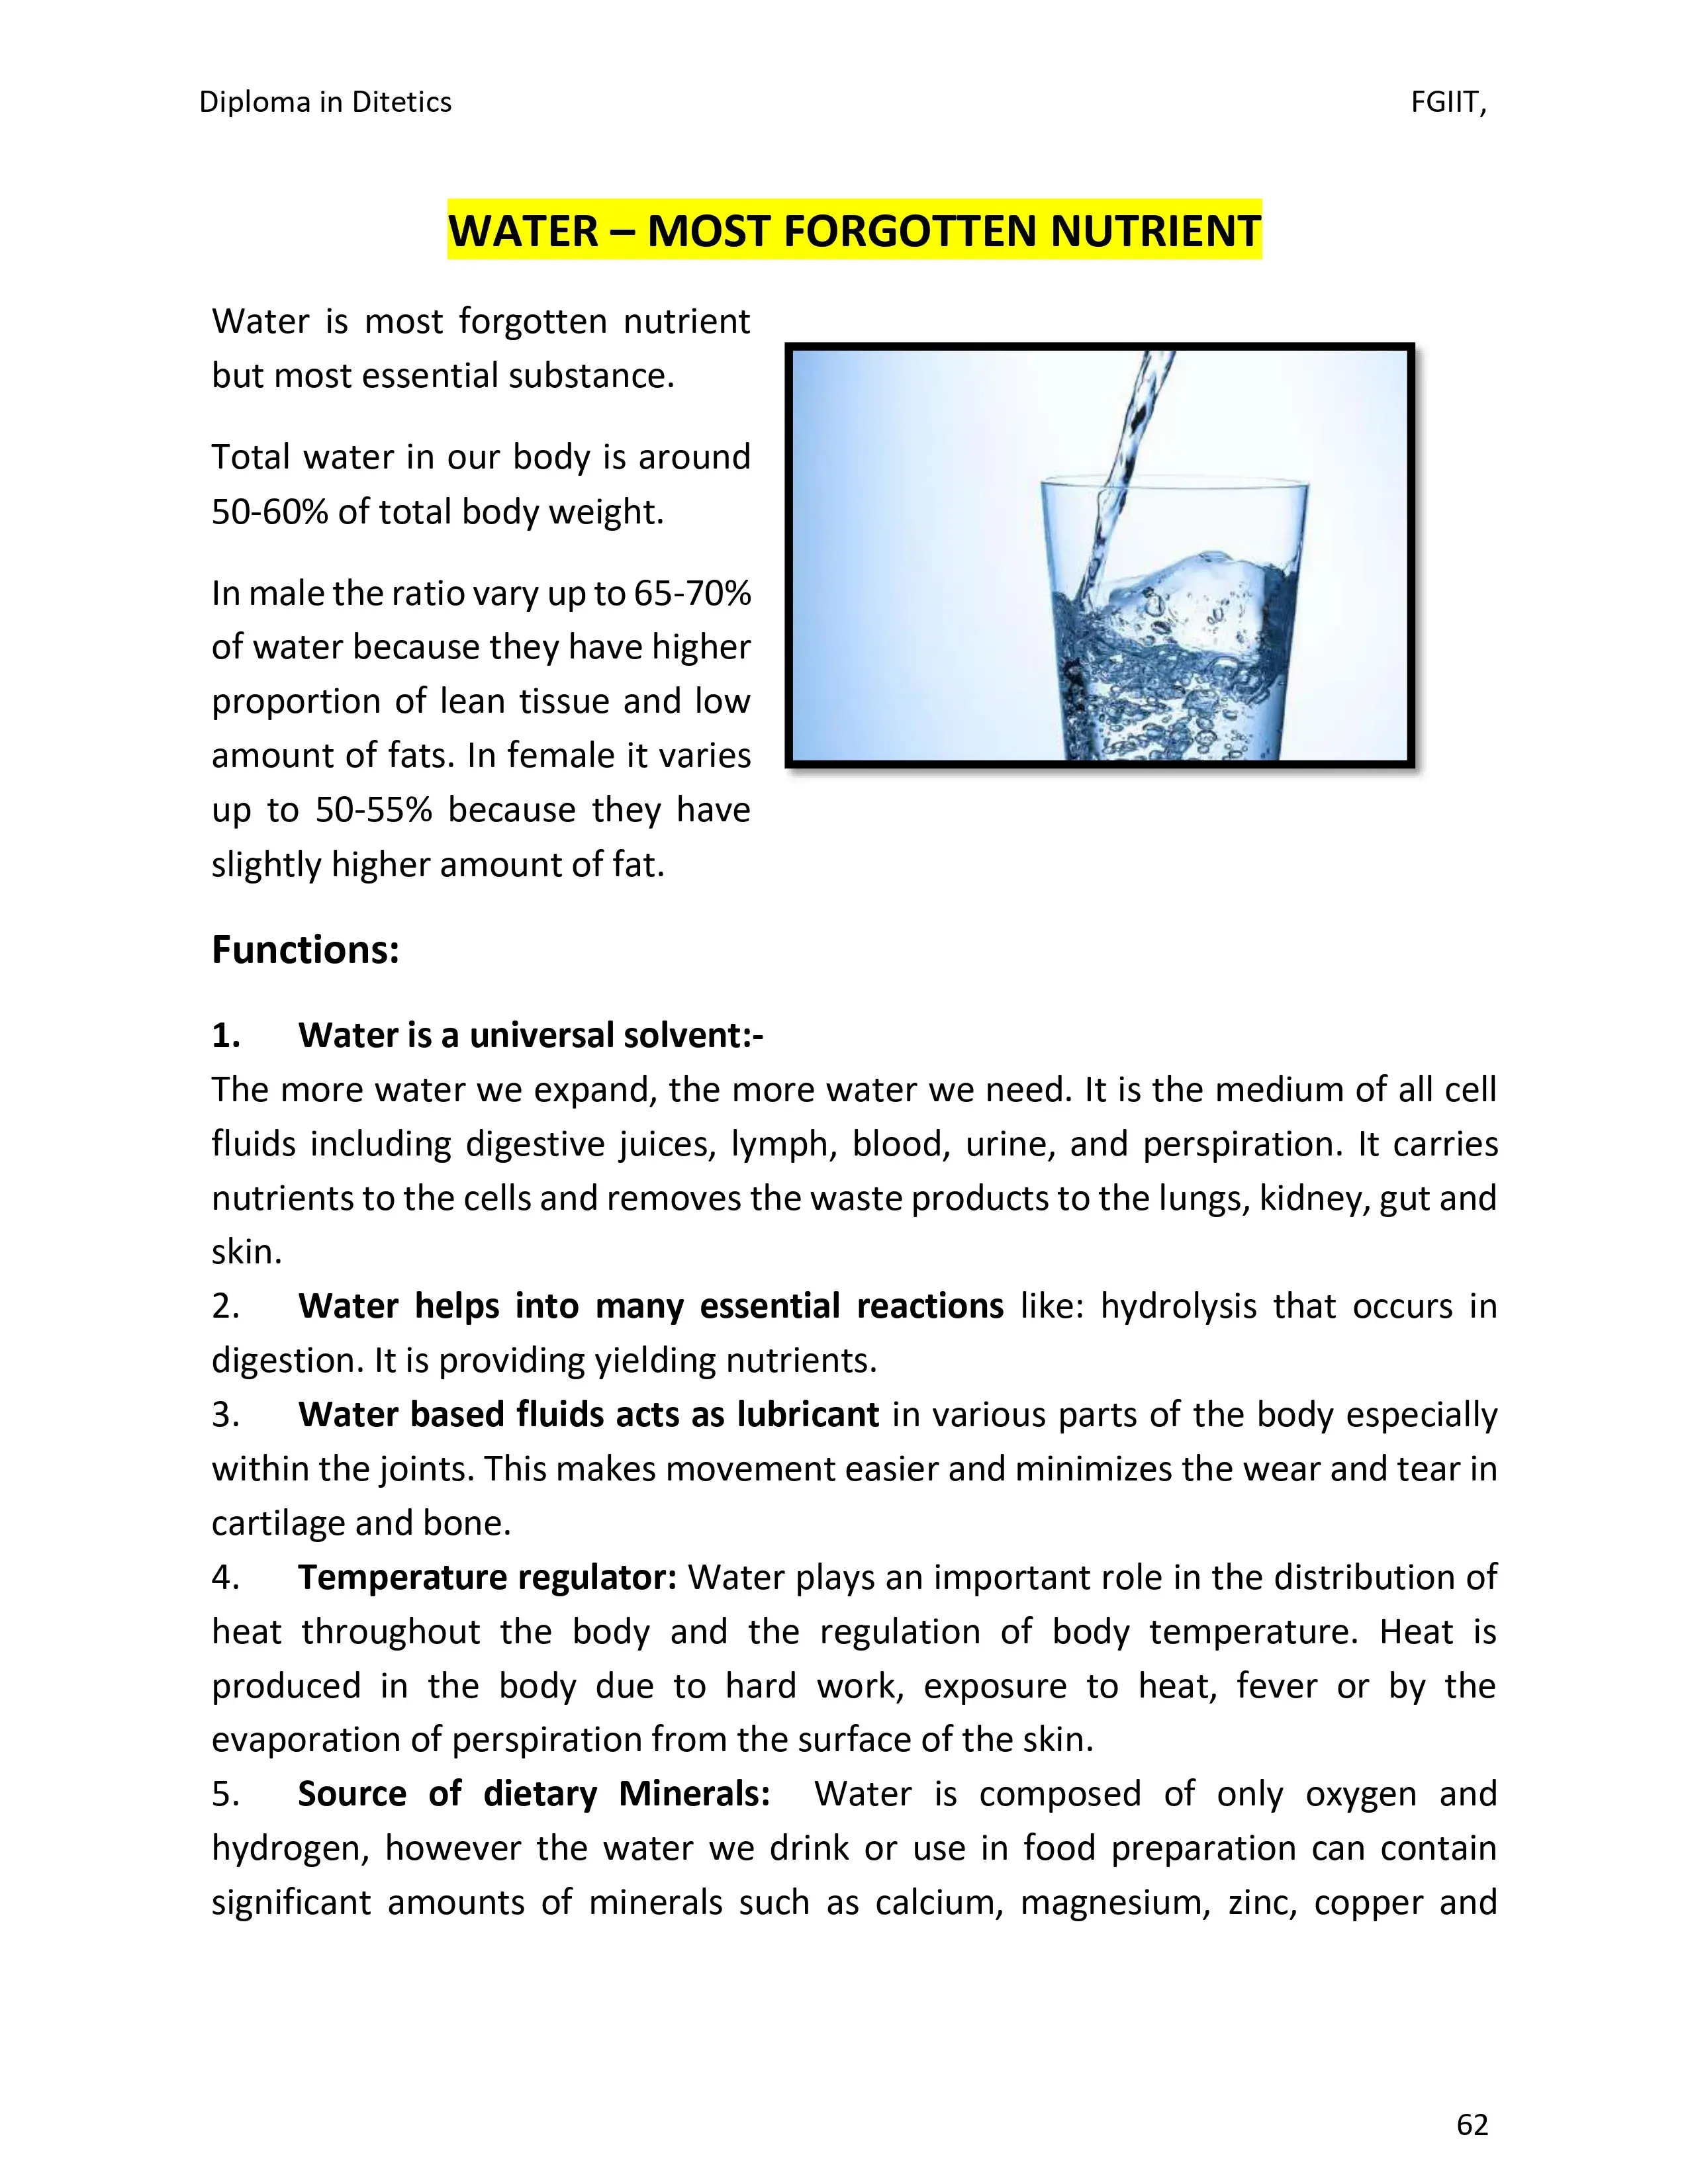 Diploma in Ditetics FGIIT,
WATER – MOST FORGOTTEN NUTRIENT
Water is most forgotten nutrient
but most essential substance.
Total water in our body is around
50-60% of total body weight.
In male the ratio vary up to 65-70%
of water because they have higher
proportion of lean tissue and low
amount of fats. In female it varies
up to 50-55% because they have
slightly higher amount of fat.
Functions:
1. Water is a universal solvent:-
The more water we expand, the more water we need. It is the medium of all cell
fluids including digestive juices, lymph, blood, urine, and perspiration. It carries
nutrients to the cells and removes the waste products to the lungs, kidney, gut and
skin.
2. Water helps into many essential reactions like: hydrolysis that occurs in
digestion. It is providing yielding nutrients.
3. Water based fluids acts as lubricant in various parts of the body especially
within the joints. This makes movement easier and minimizes the wear and tear in
cartilage and bone.
4. Temperature regulator: Water plays an important role in the distribution of
heat throughout the body and the regulation of body temperature. Heat is
produced in the body due to hard work, exposure to heat, fever or by the
evaporation of perspiration from the surface of the skin.
5. Source of dietary Minerals: Water is composed of only oxygen and
hydrogen, however the water we drink or use in food preparation can contain
significant amounts of minerals such as calcium, magnesium, zinc, copper and
62